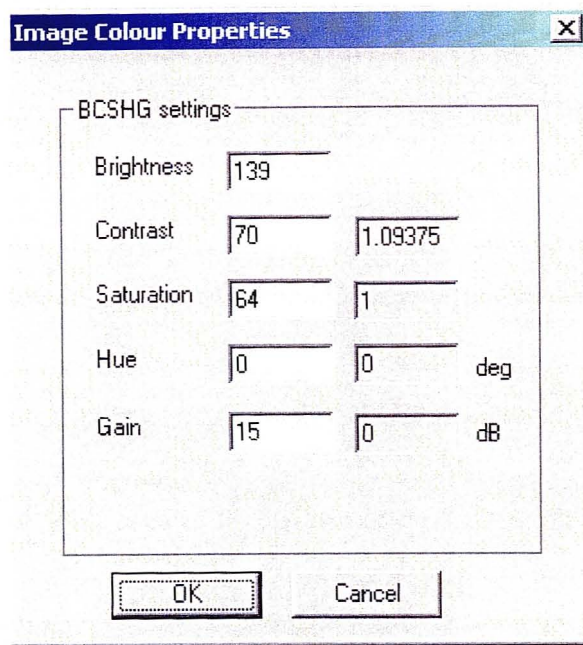 Image Colour Properties
BCSHG settings
Brightness 139
Contrast 70 1.09375
Saturation 64 1
Hue 0 0 deg
Gain 15 0 dB
OK Cancel